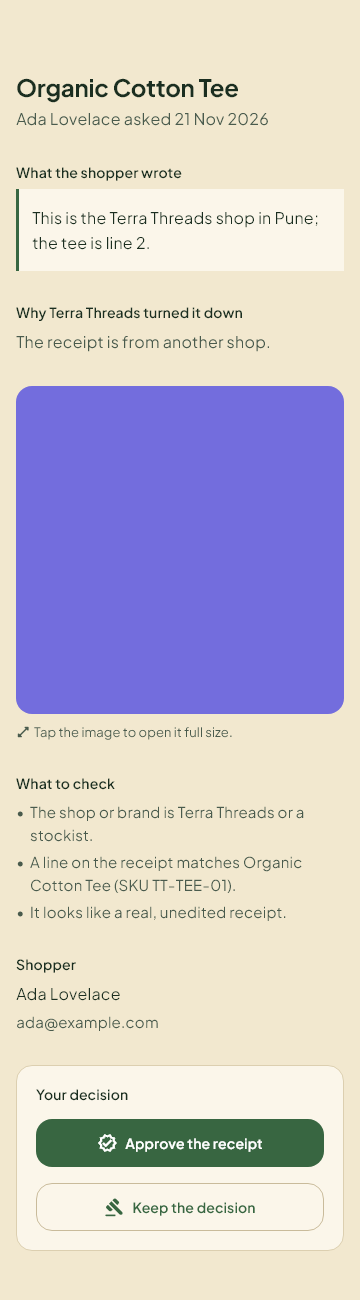 Organic Cotton Tee
Ada Lovelace asked 21 Nov 2026
What the shopper wrote
This is the Terra Threads shop in Pune;
the tee is line 2.
Why Terra Threads turned it down
The receipt is from another shop.
Tap the image to open it full size.
What to check
• The shop or brand is Terra Threads or a
stockist.
• A line on the receipt matches Organic
Cotton Tee (SKU TT-TEE-01).
• It looks like a real, unedited receipt.
Shopper
Ada Lovelace
ada@example.com
Your decision
Approve the receipt
Keep the decision